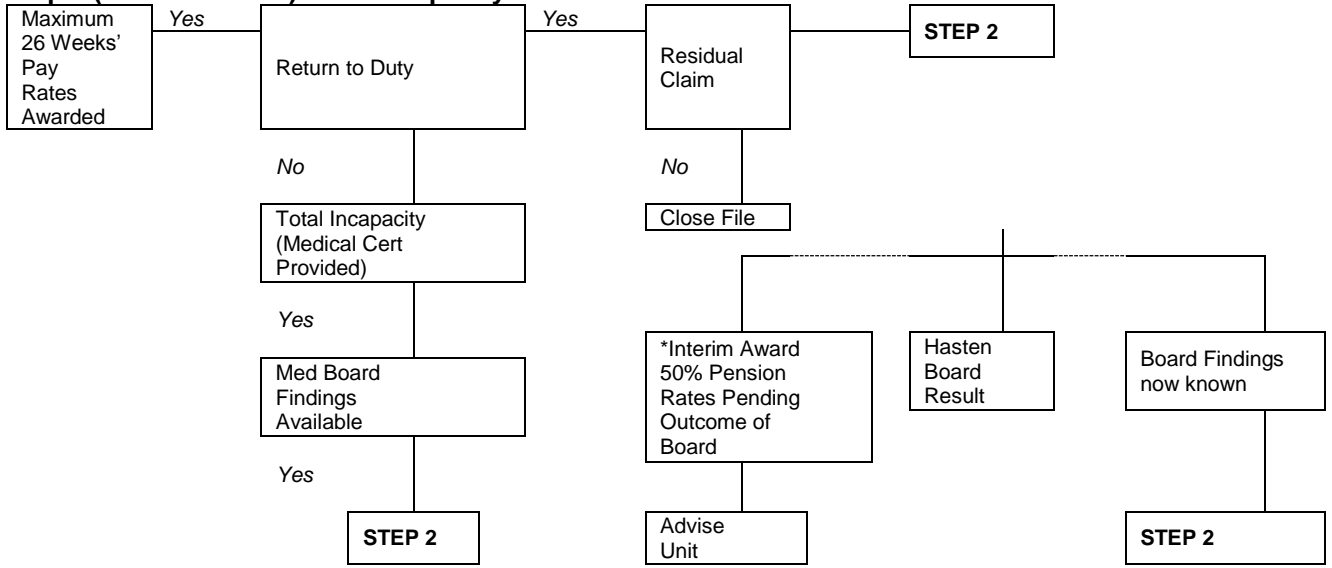 Maximum
26 Weeks'
Pay
Rates
Awarded
Yes
Return to Duty
Yes
Residual
Claim
STEP 2
No
No
Total Incapacity
(Medical Cert
Provided)
Close File
Yes
Med Board
Findings
Available
*Interim Award
50% Pension
Rates Pending
Outcome of
Board
Hasten
Board
Result
Board Findings
now known
Yes
STEP 2
Advise
Unit
STEP 2